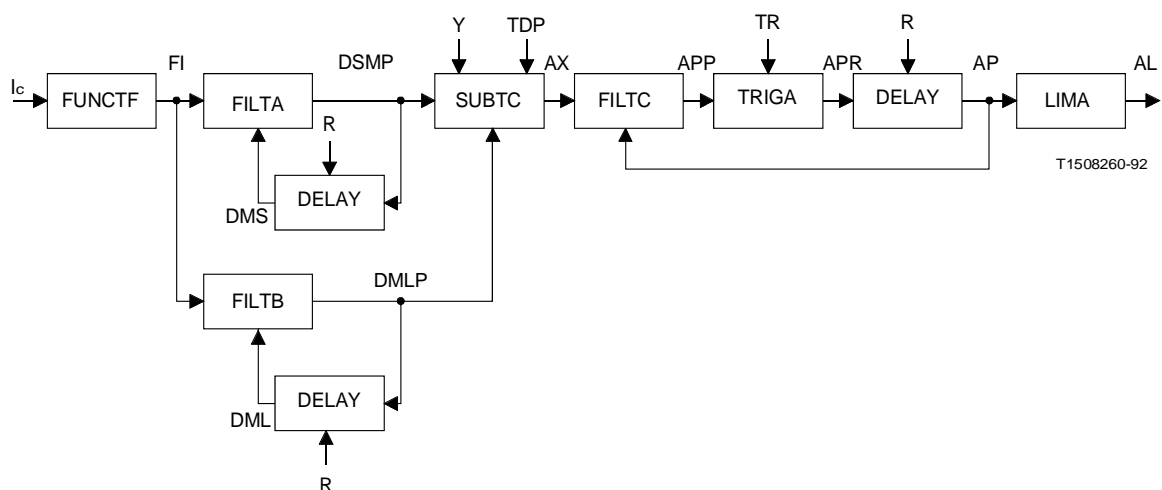 Y TDP TR R
FI DSMP AX APP APR AP AL
Ic FUNCTF FILTA SUBTC FILTC TRIGA DELAY LIMA
R
T1508260-92
DELAY
DMS
DMLP
FILTB
DELAY
DML
R